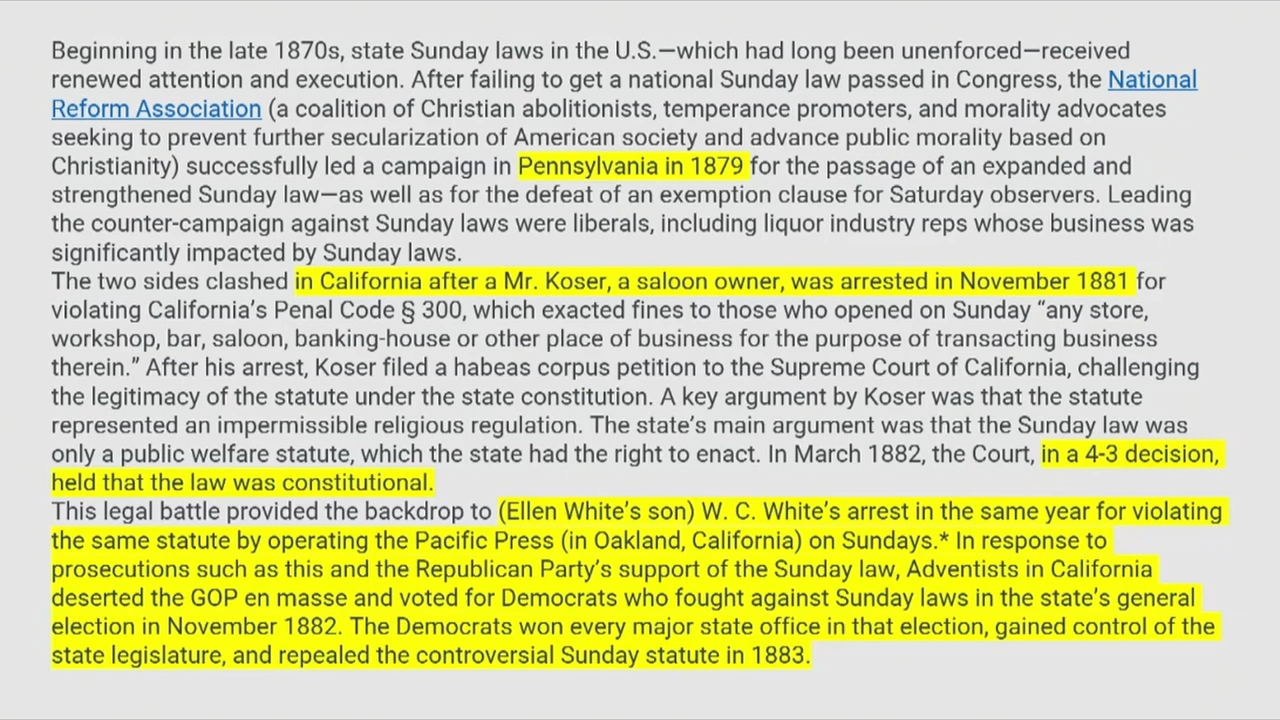 Beginning in the late 1870s, state Sunday laws in the U.S.—which had long been unenforced—received
renewed attention and execution. After failing to get a national Sunday law passed in Congress, the National
Reform Association (a coalition of Christian abolitionists, temperance promoters, and morality advocates
seeking to prevent further secularization of American society and advance public morality based on
Christianity) successfully led a campaign in Pennsylvania in 1879 for the passage of an expanded and
strengthened Sunday law—as well as for the defeat of an exemption clause for Saturday observers. Leading
the counter-campaign against Sunday laws were liberals, including liquor industry reps whose business was
significantly impacted by Sunday laws.
The two sides clashed in California after a Mr. Koser, a saloon owner, was arrested in November 1881 for
violating California’s Penal Code § 300, which exacted fines to those who opened on Sunday “any store,
workshop, bar, saloon, banking-house or other place of business for the purpose of transacting business
therein.” After his arrest, Koser filed a habeas corpus petition to the Supreme Court of California, challenging
the legitimacy of the statute under the state constitution. A key argument by Koser was that the statute
represented an impermissible religious regulation. The state’s main argument was that the Sunday law was
only a public welfare statute, which the state had the right to enact. In March 1882, the Court, in a 4-3 decision,
held that the law was constitutional.
This legal battle provided the backdrop to (Ellen White’s son) W. C. White’s arrest in the same year for violating
the same statute by operating the Pacific Press (in Oakland, California) on Sundays.* In response to
prosecutions such as this and the Republican Party’s support of the Sunday law, Adventists in California
deserted the GOP en masse and voted for Democrats who fought against Sunday laws in the state’s general
election in November 1882. The Democrats won every major state office in that election, gained control of the
state legislature, and repealed the controversial Sunday statute in 1883.